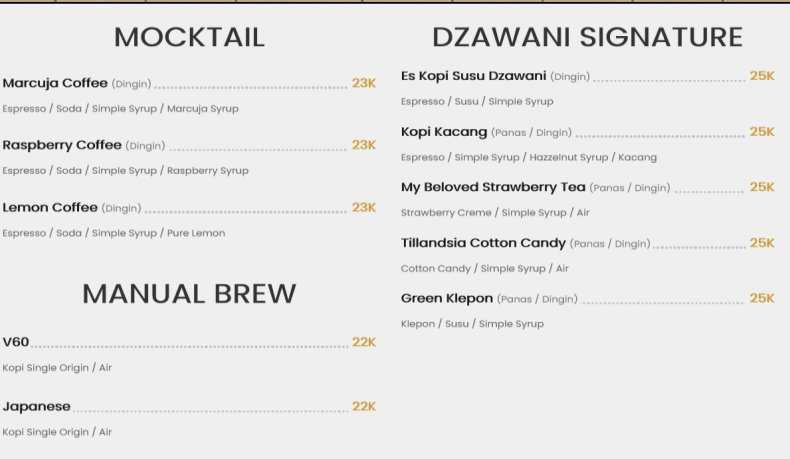 MOCKTAIL
Marcuja Coffee (Dingin) 23K
Espresso / Soda / Simple Syrup / Marcuja Syrup
Raspberry Coffee (Dingin) 23K
Espresso / Soda / Simple Syrup / Raspberry Syrup
Lemon Coffee (Dingin) 23K
Espresso / Soda / Simple Syrup / Pure Lemon
MANUAL BREW
V60 22K
Kopi Single Origin / Air
Japanese 22K
Kopi Single Origin / Air
DZAWANI SIGNATURE
Es Kopi Susu Dzawani (Dingin) 25K
Espresso / Susu / Simple Syrup
Kopi Kacang (Panas / Dingin) 25K
Espresso / Simple Syrup / Hazzelnut Syrup / Kacang
My Beloved Strawberry Tea (Panas / Dingin) 25K
Strawberry Creme / Simple Syrup / Air
Tillandsia Cotton Candy (Panas / Dingin) 25K
Cotton Candy / Simple Syrup / Air
Green Klepon (Panas / Dingin) 25K
Klepon / Susu / Simple Syrup